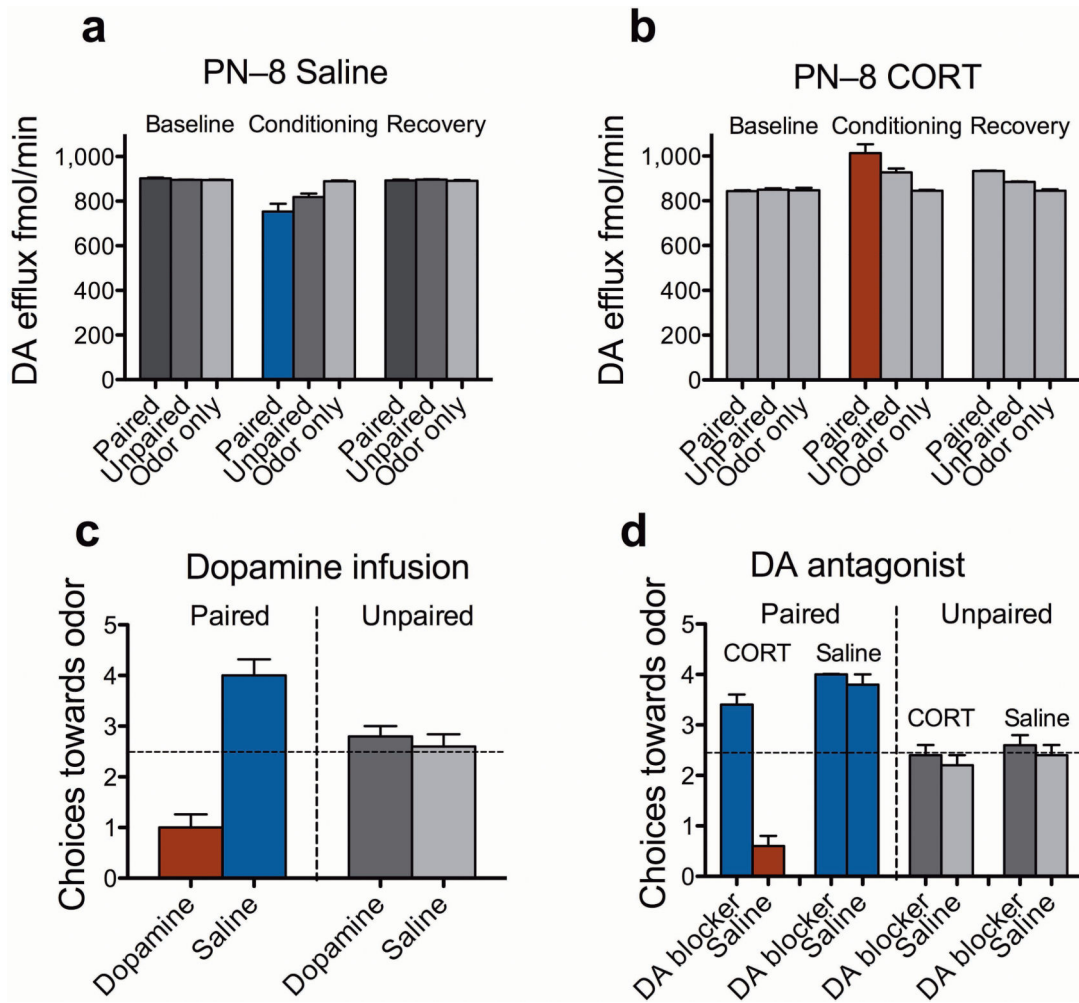 a
PN–8 Saline
Baseline Conditioning Recovery
DA efflux fmol/min
1,000
800
600
400
200
0
Paired
Unpaired
Odor only
Paired
Unpaired
Odor only
Paired
Unpaired
Odor only
b
PN–8 CORT
Baseline Conditioning Recovery
DA efflux fmol/min
1,000
800
600
400
200
0
Paired
UnPaired
Odor only
Paired
UnPaired
Odor only
Paired
UnPaired
Odor only
c
Dopamine infusion
Paired Unpaired
Choices towards odor
5
4
3
2
1
0
Dopamine
Saline
Dopamine
Saline
d
DA antagonist
Paired Unpaired
CORT Saline
CORT Saline
Choices towards odor
5
4
3
2
1
0
DA blocker
Saline
DA blocker
Saline
DA blocker
Saline
DA blocker
Saline